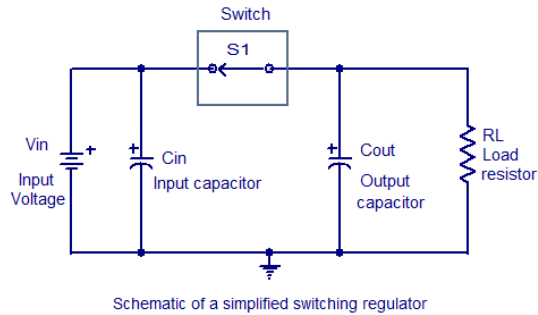 Switch
S1
Vin
+
Input
Voltage
+
Cin
Input capacitor
+
Cout
Output
capacitor
RL
Load
resistor
Schematic of a simplified switching regulator